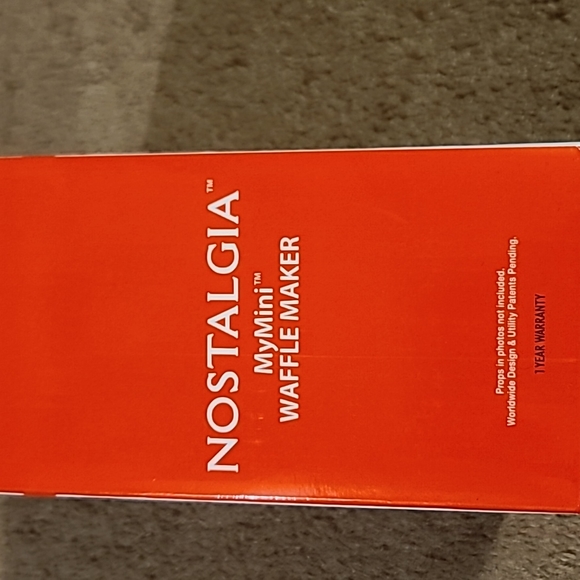 NOSTALGIA™
MyMini™
WAFFLE MAKER
Props in photos not included.
Worldwide Design & Utility Patents Pending.
1 YEAR WARRANTY